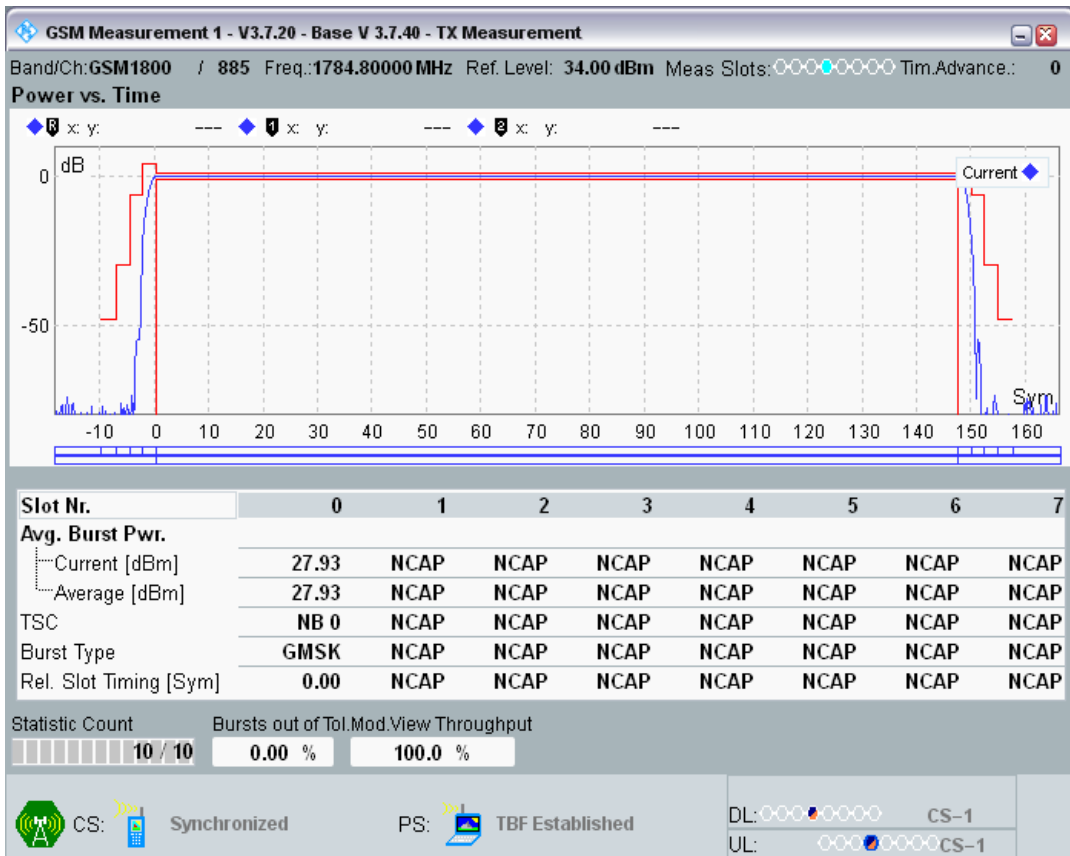 GSM Measurement 1 - V3.7.20 - Base V 3.7.40 - TX Measurement
Band/Ch:GSM1800 / 885 Freq.:1784.80000 MHz Ref. Level: 34.00 dBm Meas Slots: Tim.Advance.: 0
Power vs. Time
R x: y: --- 1 x: y: --- 2 x: y: ---
dB
Current
0
-50
Sym
-10 0 10 20 30 40 50 60 70 80 90 100 110 120 130 140 150 160
Slot Nr. 0 1 2 3 4 5 6 7
Avg. Burst Pwr.
Current [dBm] 27.93 NCAP NCAP NCAP NCAP NCAP NCAP NCAP
Average [dBm] 27.93 NCAP NCAP NCAP NCAP NCAP NCAP NCAP
TSC NB 0 NCAP NCAP NCAP NCAP NCAP NCAP NCAP
Burst Type GMSK NCAP NCAP NCAP NCAP NCAP NCAP NCAP
Rel. Slot Timing [Sym] 0.00 NCAP NCAP NCAP NCAP NCAP NCAP NCAP
Statistic Count Bursts out of Tol.Mod.View Throughput
10 / 10 0.00 % 100.0 %
CS: Synchronized PS: TBF Established
DL: CS-1
UL: CS-1